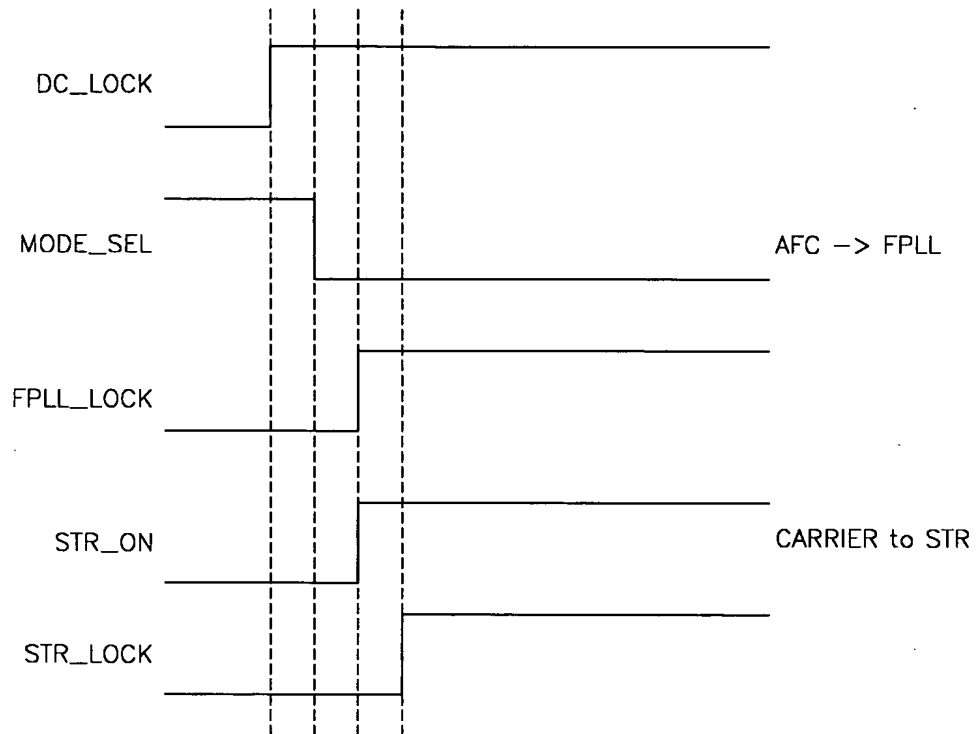 DC_LOCK
MODE_SEL
AFC -> FPLL
FPLL_LOCK
STR_ON
CARRIER to STR
STR_LOCK